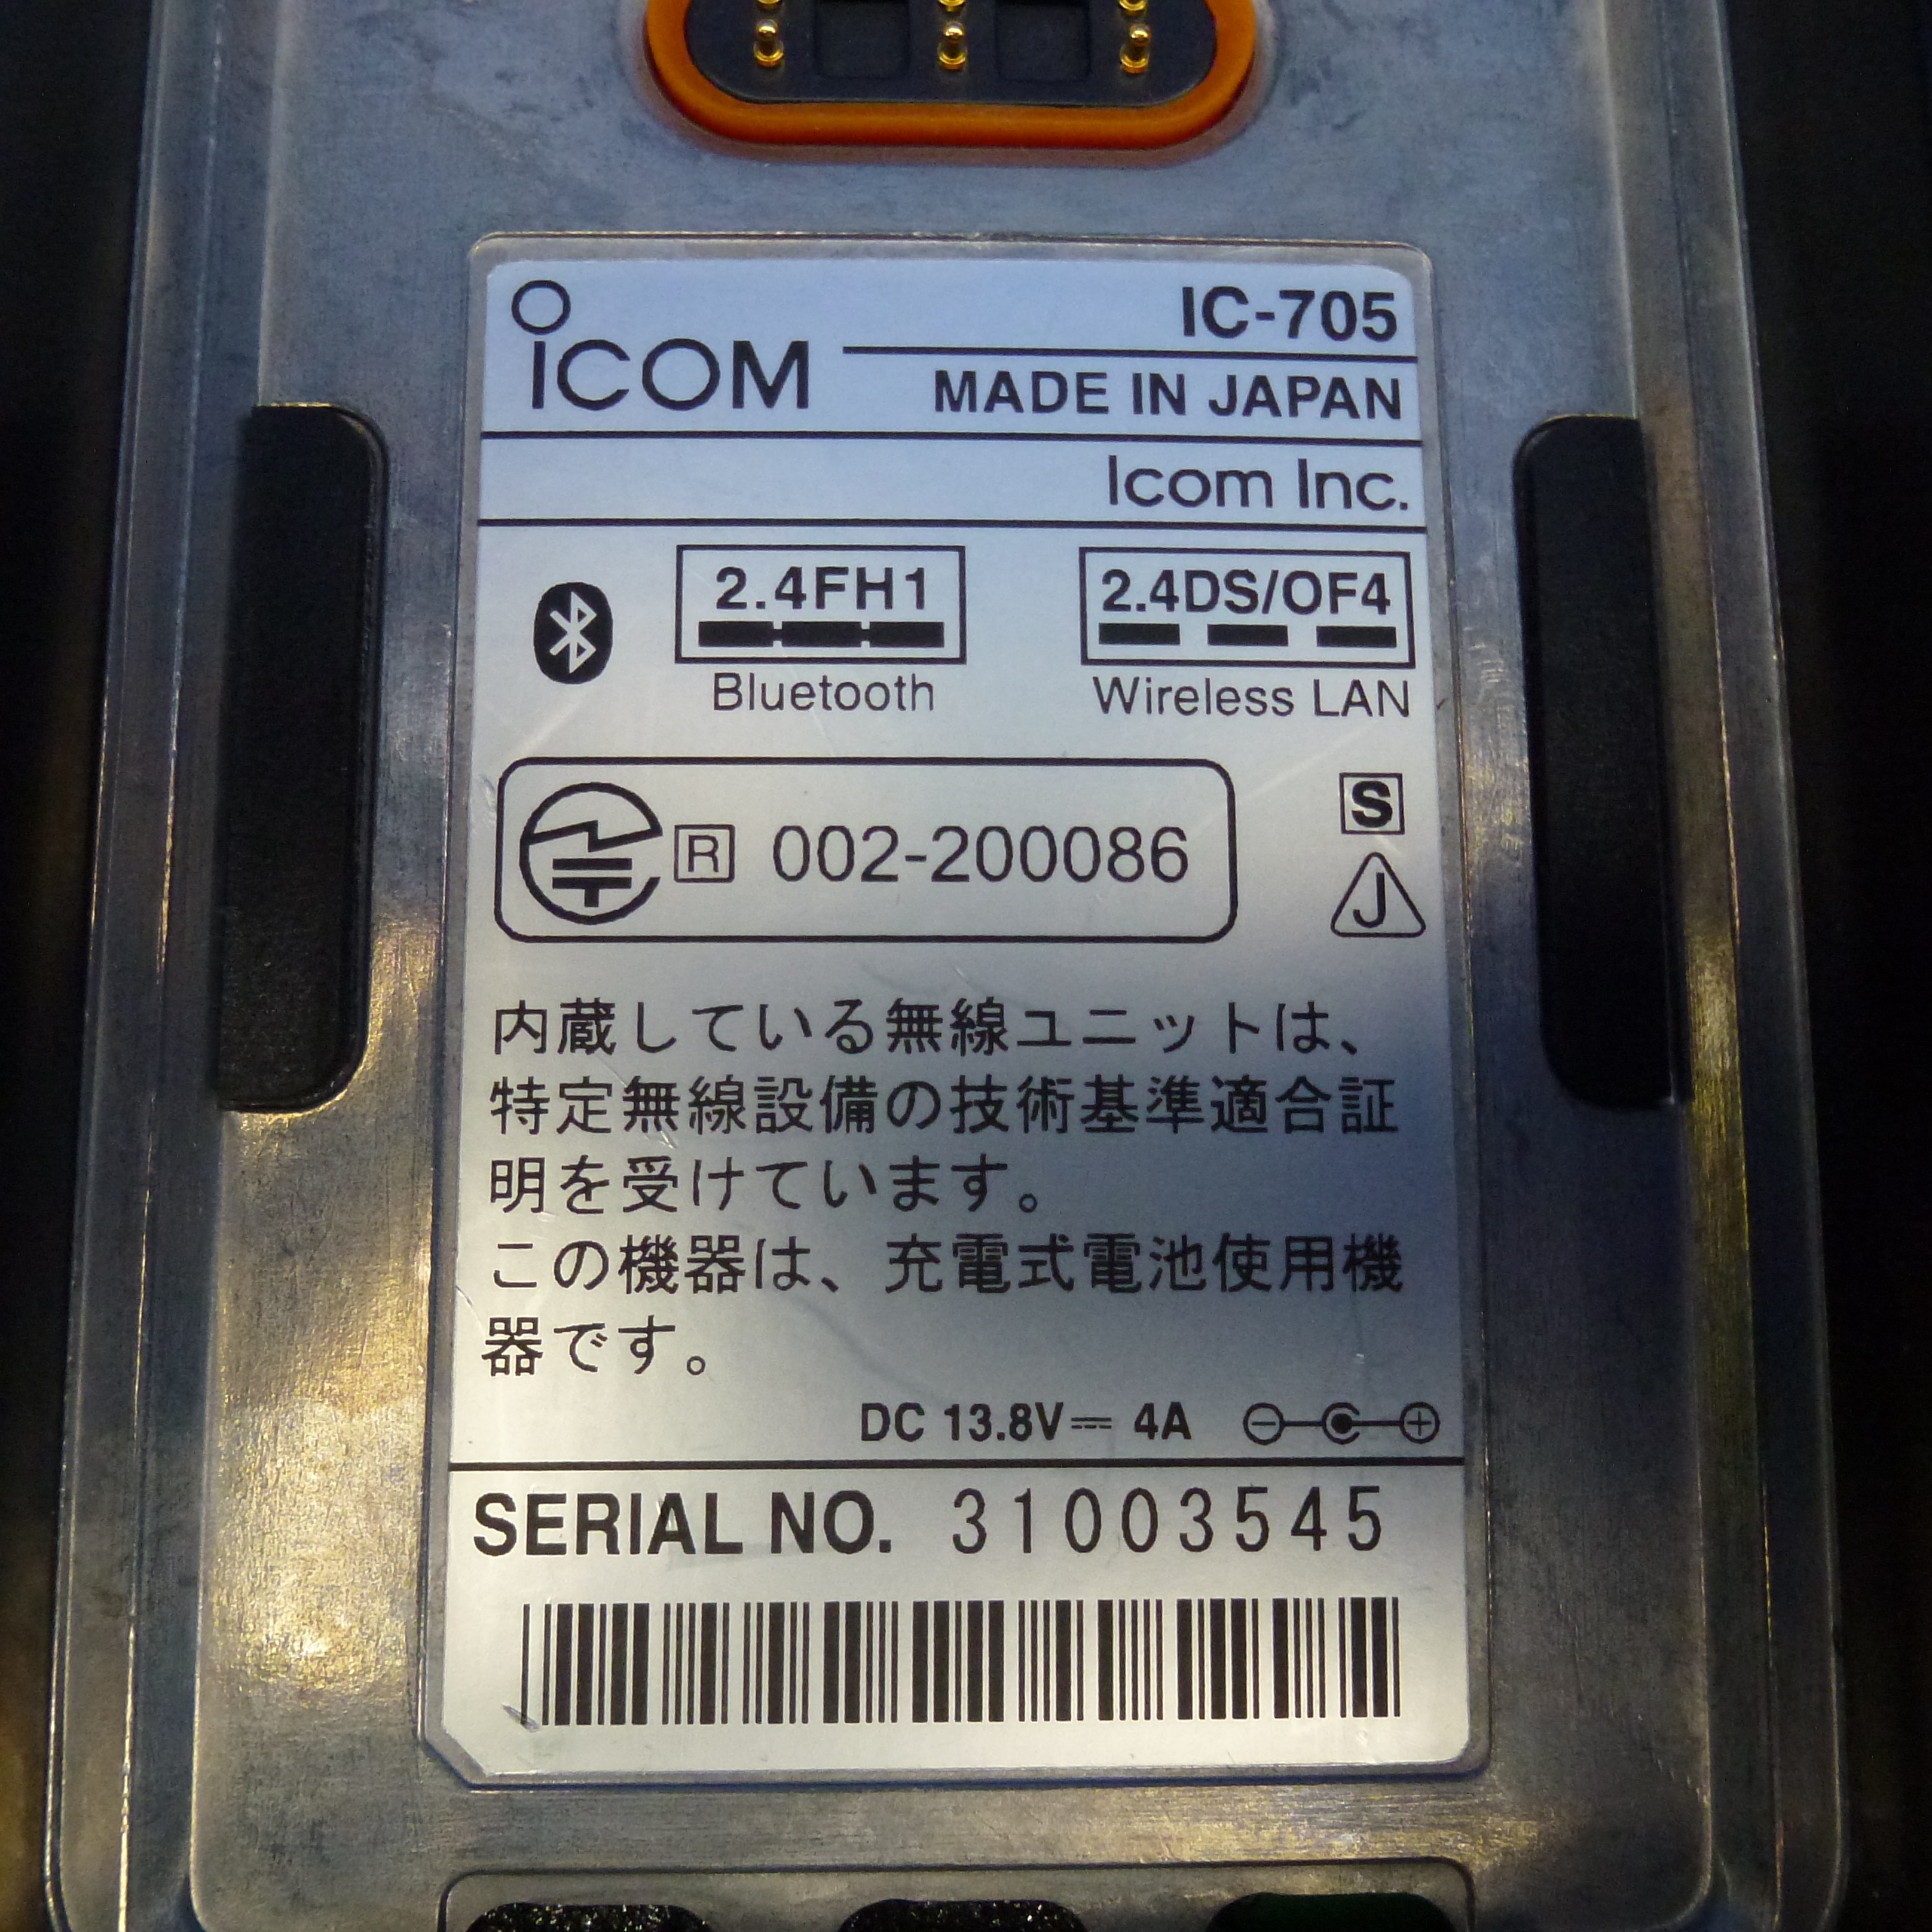 IC-705
ICOM
MADE IN JAPAN
Icom Inc.
2.4FH1
2.4DS/OF4
Bluetooth
Wireless LAN
R 002-200086
S
J
内蔵している無線ユニットは、
特定無線設備の技術基準適合証
明を受けています。
この機器は、充電式電池使用機
器です。
DC 13.8V⎓ 4A
SERIAL NO. 31003545